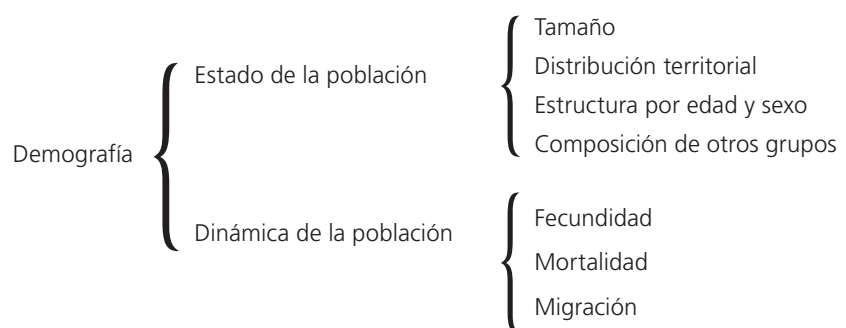 Demografía
Estado de la población
Tamaño
Distribución territorial
Estructura por edad y sexo
Composición de otros grupos
Dinámica de la población
Fecundidad
Mortalidad
Migración